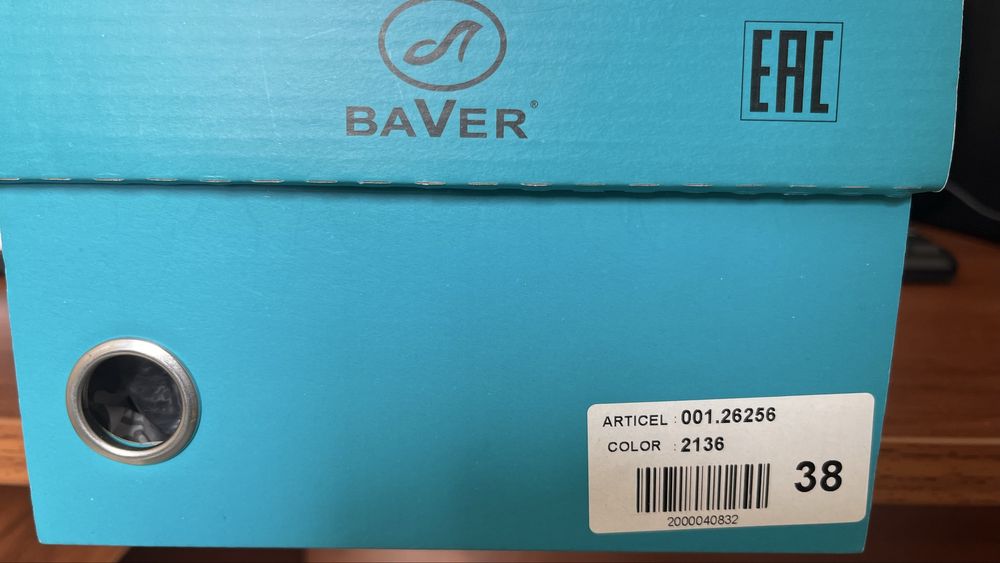 BAVER®
EAC
ARTICEL : 001.26256
COLOR : 2136
38
2000040832